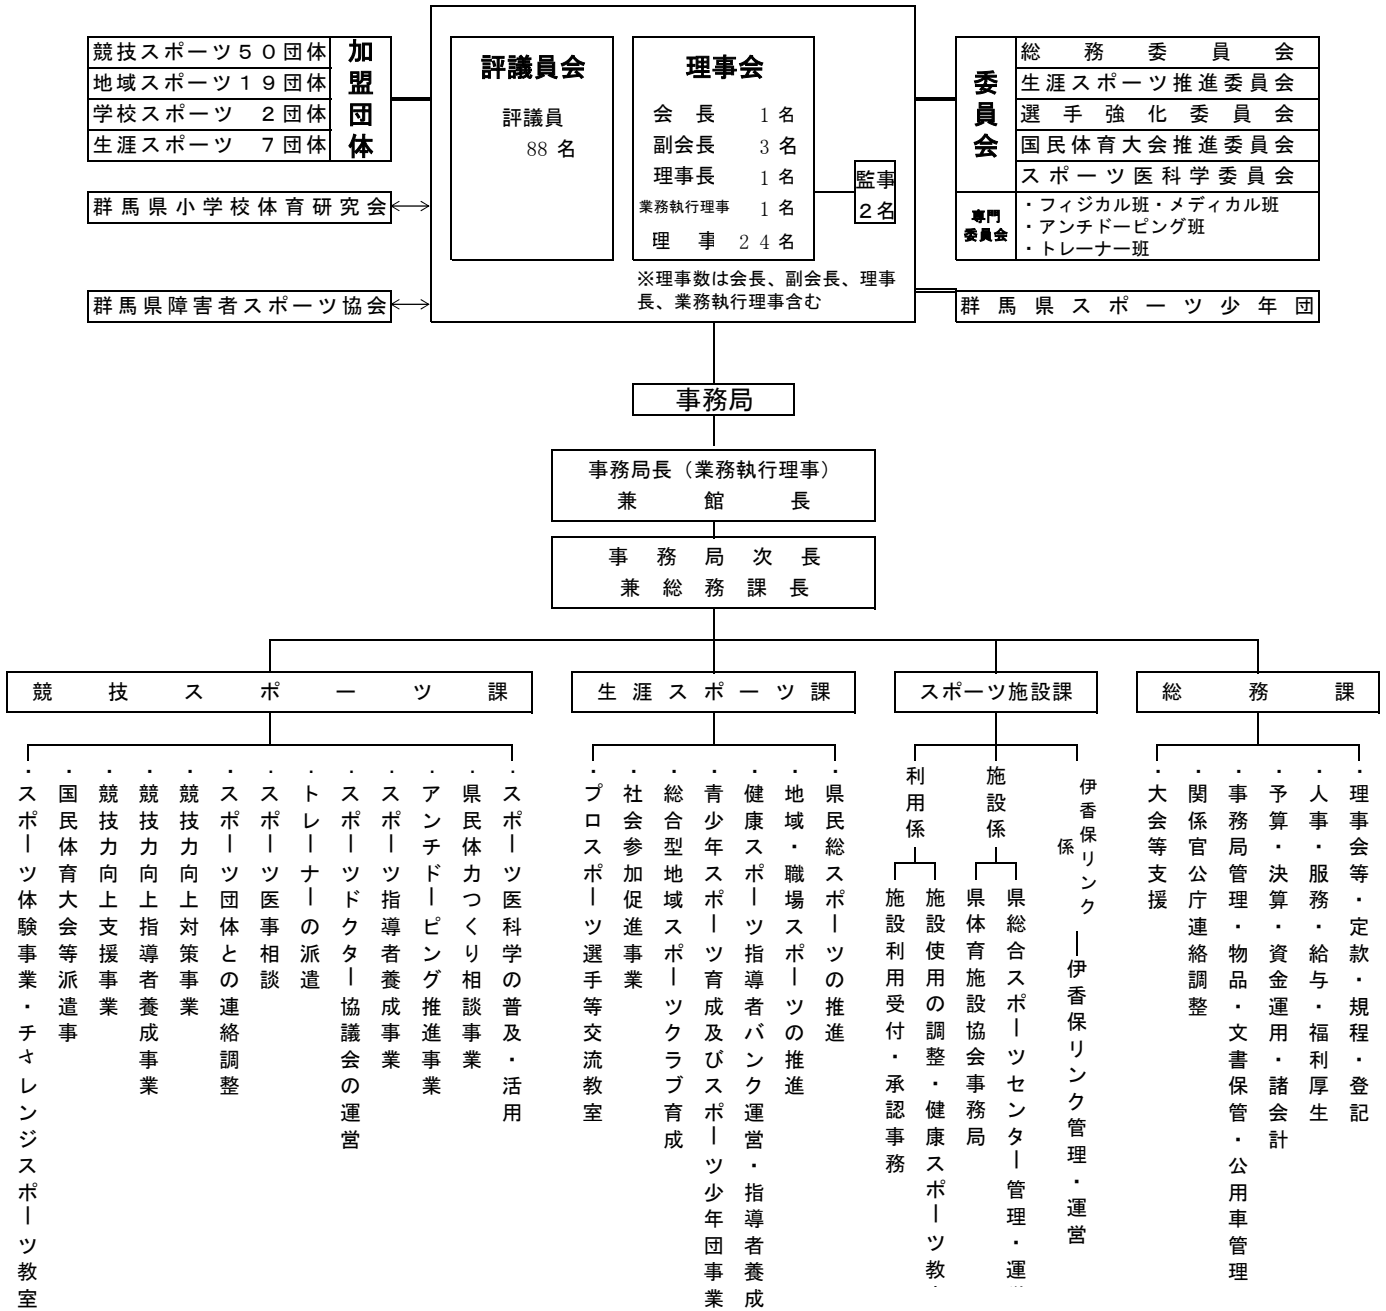 競技スポーツ５０団体
地域スポーツ１９団体
学校スポーツ　２団体
生涯スポーツ　７団体
加盟団体
群馬県小学校体育研究会
群馬県障害者スポーツ協会
評議員会
評議員
88 名
理事会
会　長　1 名
副会長　3 名
理事長　1 名
業務執行理事　1 名
理　事　2 4 名
※理事数は会長、副会長、理事
長、業務執行理事含む
監事
２名
委員会
総務委員会
生涯スポーツ推進委員会
選手強化委員会
国民体育大会推進委員会
スポーツ医科学委員会
専門
委員会
・フィジカル班・メディカル班
・アンチドーピング班
・トレーナー班
群馬県スポーツ少年団
事務局
事務局長（業務執行理事）
兼館長
事務局次長
兼総務課長
競技スポーツ課
・スポーツ医科学の普及・活用
・県民体力つくり相談事業
・アンチドーピング推進事業
・スポーツ指導者養成事業
・スポーツドクター協議会の運営
・トレーナーの派遣
・スポーツ医事相談
・スポーツ団体との連絡調整
・競技力向上対策事業
・競技力向上指導者養成事業
・競技力向上支援事業
・国民体育大会等派遣事
・スポーツ体験事業・チャレンジスポーツ教室
生涯スポーツ課
・県民総スポーツの推進
・地域・職場スポーツの推進
・健康スポーツ指導者バンク運営・指導者養成
・青少年スポーツ育成及びスポーツ少年団事業
・総合型地域スポーツクラブ育成
・社会参加促進事業
・プロスポーツ選手等交流教室
スポーツ施設課
伊香保リンク
係
伊香保リンク管理・運営
施設係
県総合スポーツセンター管理・運
県体育施設協会事務局
利用係
施設使用の調整・健康スポーツ教
施設利用受付・承認事務
総務課
・理事会等・定款・規程・登記
・人事・服務・給与・福利厚生
・予算・決算・資金運用・諸会計
・事務局管理・物品・文書保管・公用車管理
・関係官公庁連絡調整
・大会等支援